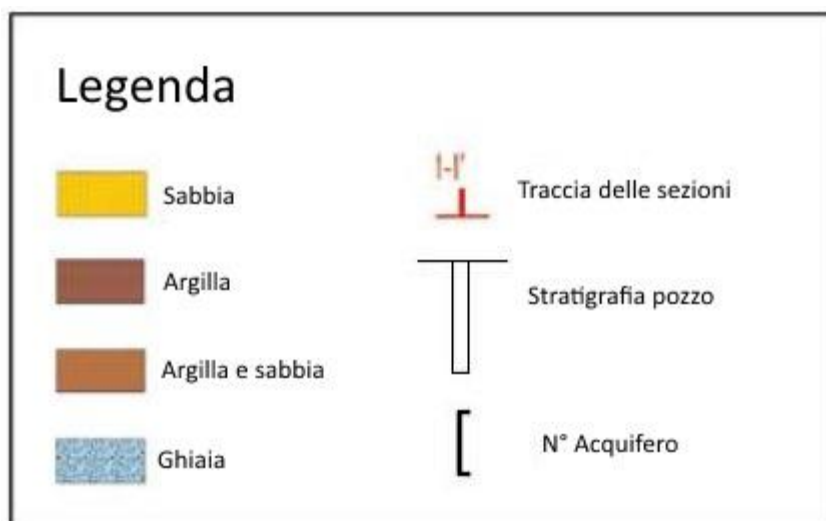 Legenda
Sabbia
Argilla
Argilla e sabbia
Ghiaia
I-I'
Traccia delle sezioni
Stratigrafia pozzo
N° Acquifero